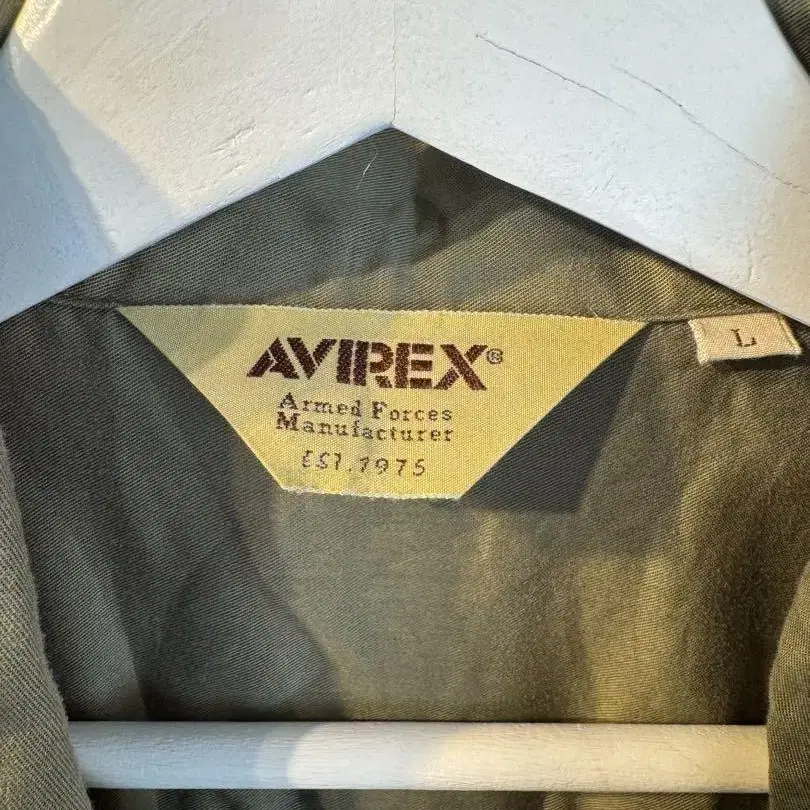 AVIREX®
Armed Forces
Manufacturer
EST.1975
L